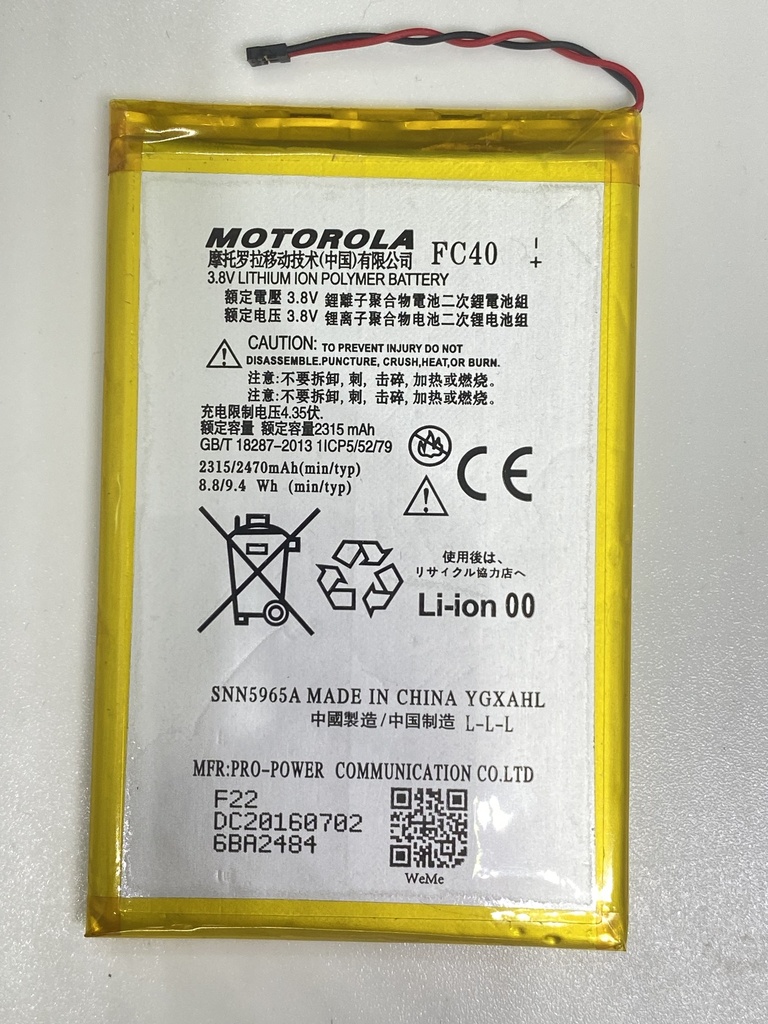 MOTOROLA FC40
摩托罗拉移动技术(中国)有限公司
3.8V LITHIUM ION POLYMER BATTERY
- +
額定電壓 3.8V 鋰離子聚合物電池二次鋰電池組
额定电压 3.8V 锂离子聚合物电池二次锂电池组
CAUTION: TO PREVENT INJURY DO NOT
DISASSEMBLE.PUNCTURE, CRUSH,HEAT,OR BURN.
注意:不要拆卸, 刺, 击碎, 加热或燃烧。
注意:不要拆卸, 刺, 击碎, 加热或燃烧。
充电限制电压4.35伏.
额定容量 额定容量2315 mAh
GB/T 18287-2013 1ICP5/52/79
2315/2470mAh(min/typ)
8.8/9.4 Wh (min/typ)
CE
使用後は、
リサイクル協力店へ
Li-ion 00
SNN5965A MADE IN CHINA YGXAHL
中國製造/中国制造 L-L-L
MFR:PRO-POWER COMMUNICATION CO.LTD
F22
DC20160702
6BA2484
WeMe